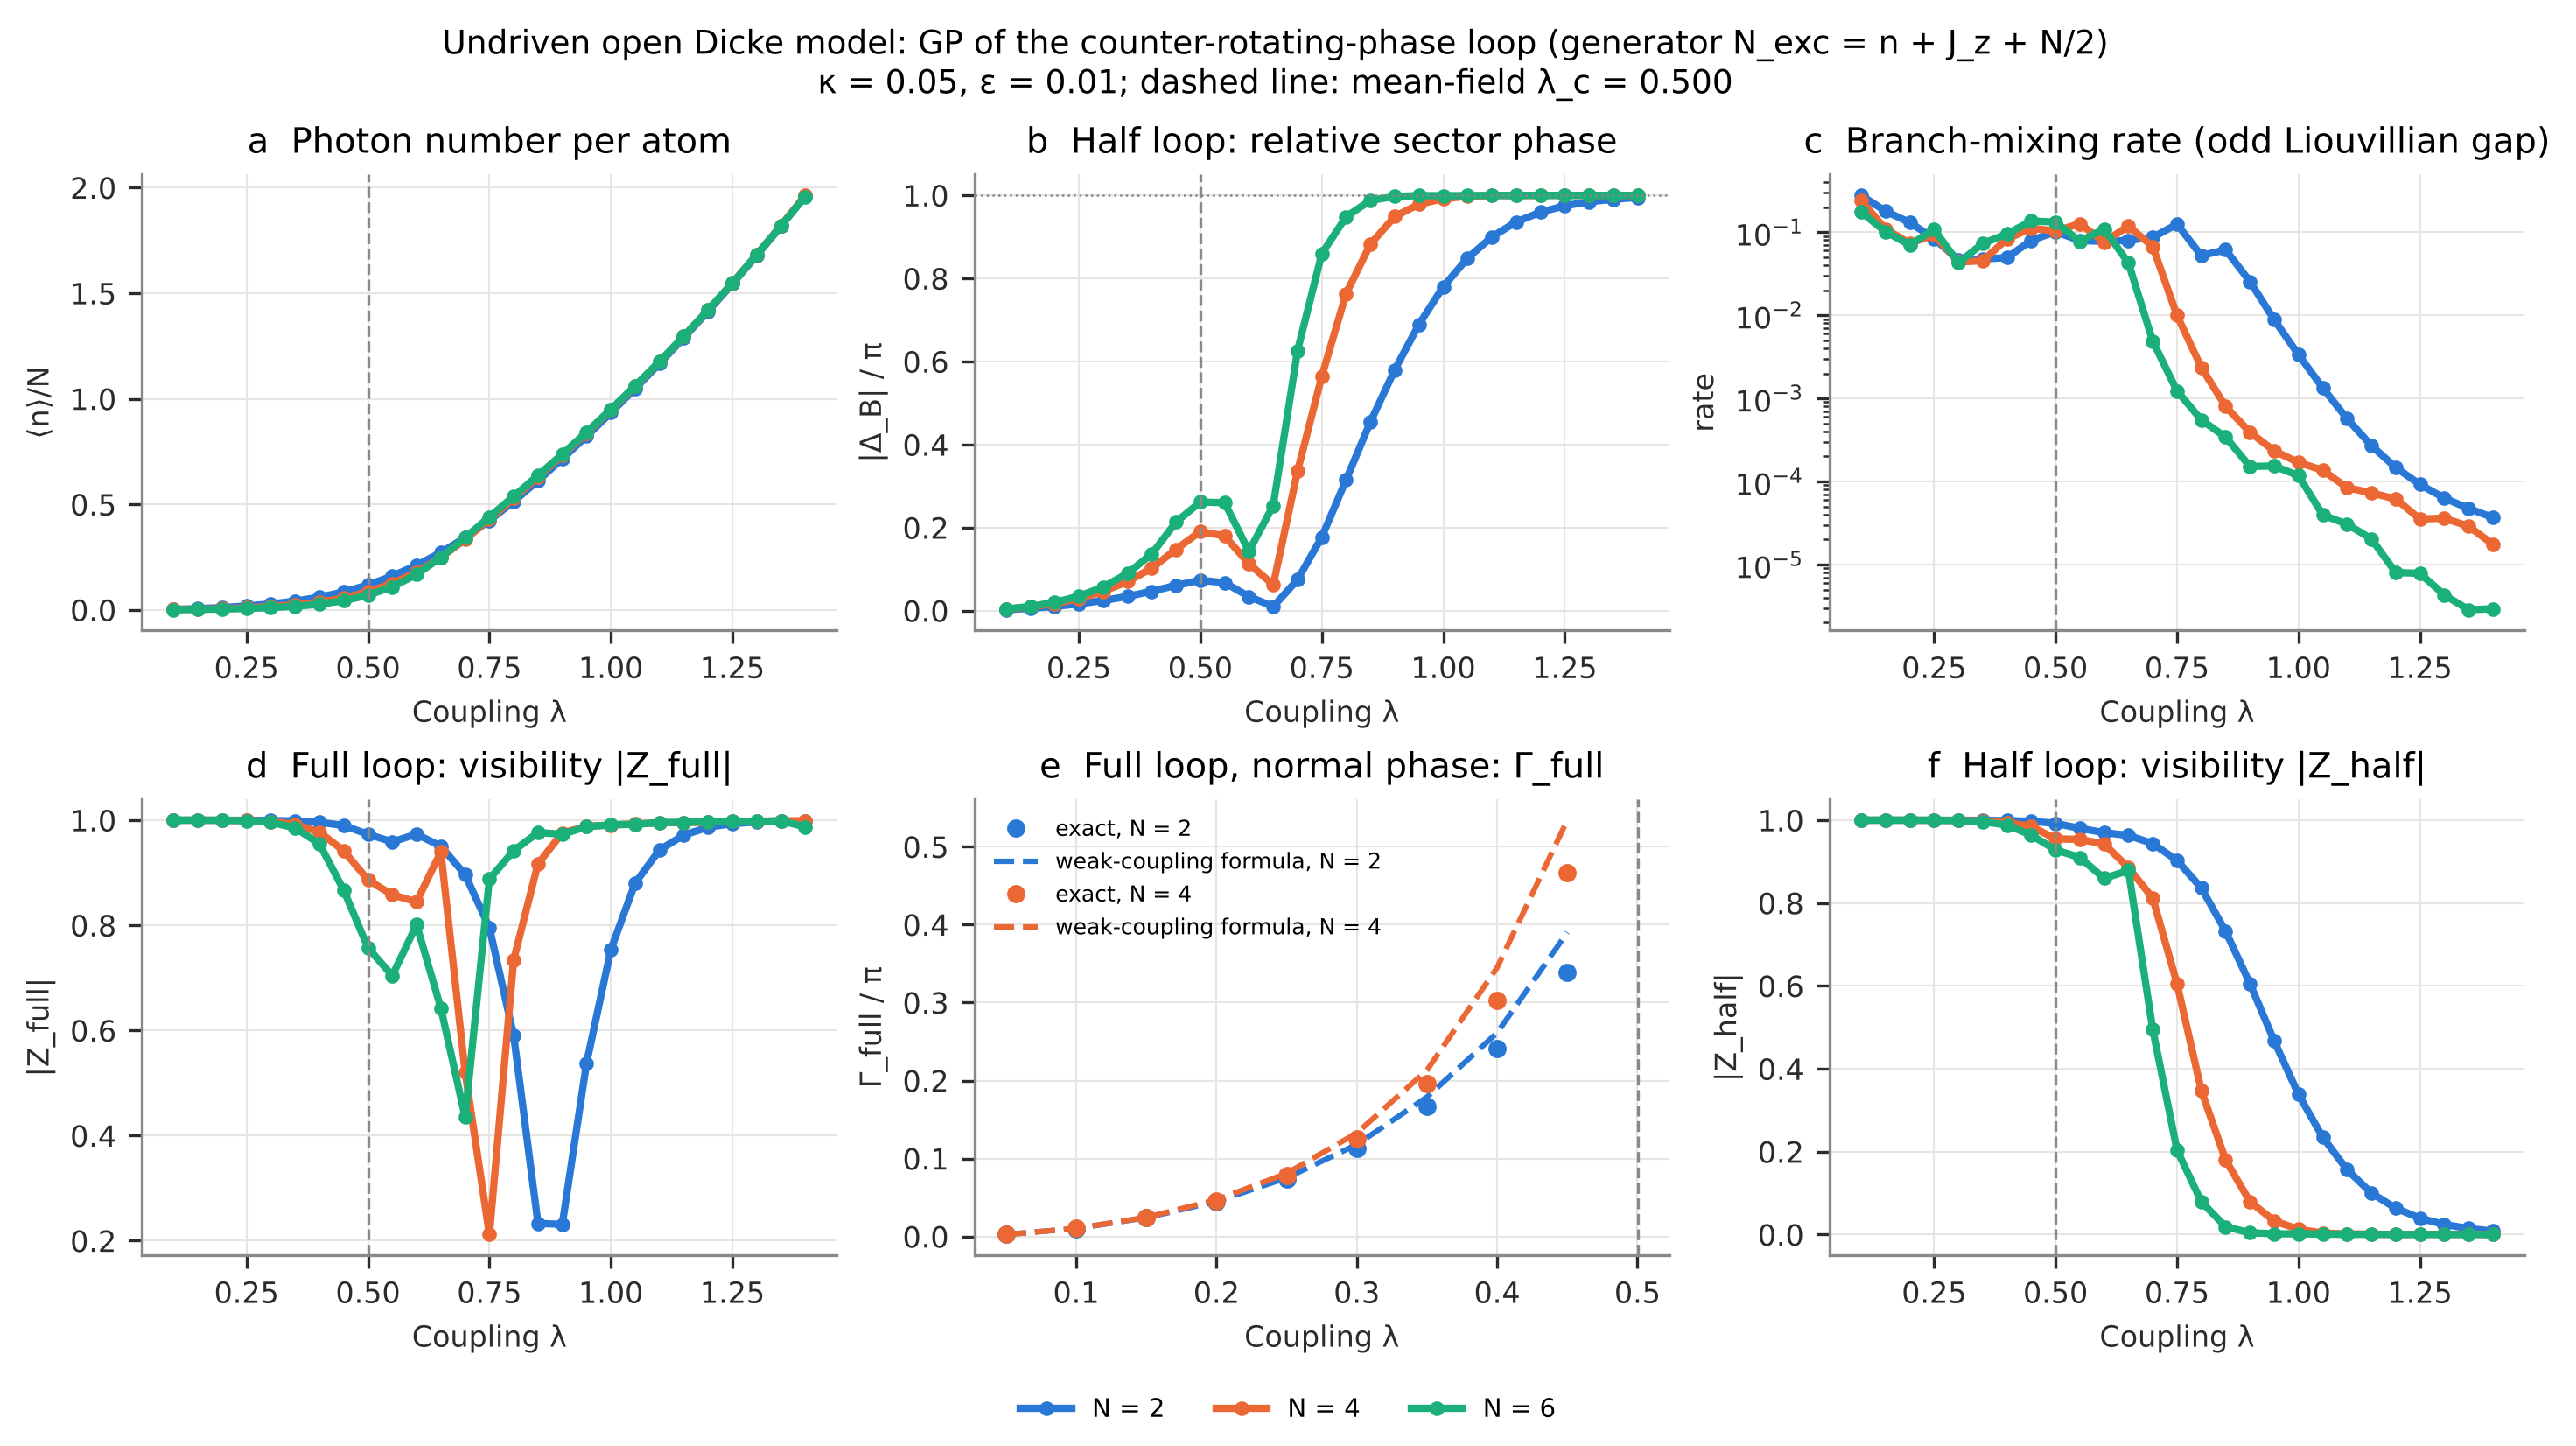 Undriven open Dicke model: GP of the counter-rotating-phase loop (generator N_exc = n + J_z + N/2)
κ = 0.05, ε = 0.01; dashed line: mean-field λ_c = 0.500
a Photon number per atom
2.0
1.5
1.0
0.5
0.0
⟨n⟩/N
0.25 0.50 0.75 1.00 1.25
Coupling λ
b Half loop: relative sector phase
1.0
0.8
0.6
0.4
0.2
0.0
|Δ_B| / π
0.25 0.50 0.75 1.00 1.25
Coupling λ
c Branch-mixing rate (odd Liouvillian gap)
10⁻¹
10⁻²
10⁻³
10⁻⁴
10⁻⁵
rate
0.25 0.50 0.75 1.00 1.25
Coupling λ
d Full loop: visibility |Z_full|
1.0
0.8
0.6
0.4
0.2
|Z_full|
0.25 0.50 0.75 1.00 1.25
Coupling λ
e Full loop, normal phase: Γ_full
exact, N = 2
weak-coupling formula, N = 2
exact, N = 4
weak-coupling formula, N = 4
0.5
0.4
0.3
0.2
0.1
0.0
Γ_full / π
0.1 0.2 0.3 0.4 0.5
Coupling λ
f Half loop: visibility |Z_half|
1.0
0.8
0.6
0.4
0.2
0.0
|Z_half|
0.25 0.50 0.75 1.00 1.25
Coupling λ
N = 2 N = 4 N = 6